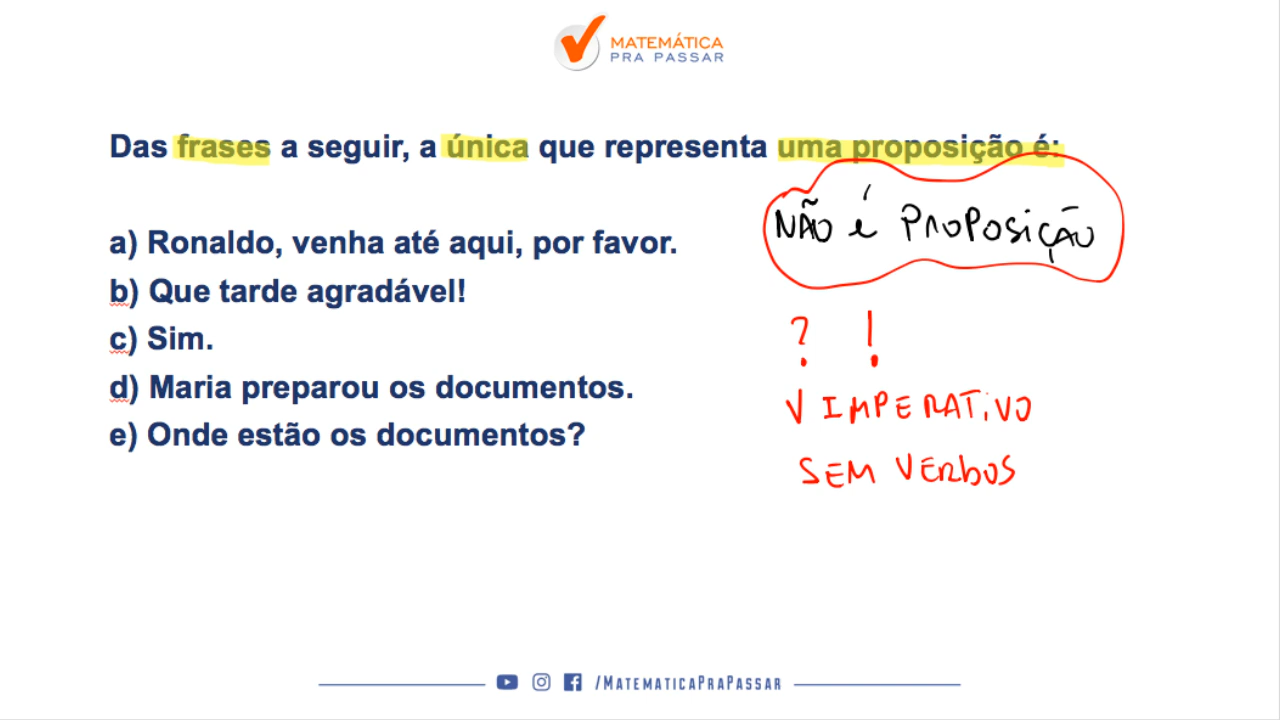 MATEMÁTICA
PRA PASSAR
Das frases a seguir, a única que representa uma proposição é:
NÃO é PROPOSIÇÃO
a) Ronaldo, venha até aqui, por favor.
b) Que tarde agradável!
c) Sim.
d) Maria preparou os documentos.
e) Onde estão os documentos?
? !
V IMPERATIVO
SEM VERBOS
/MATEMATICAPRAPASSAR